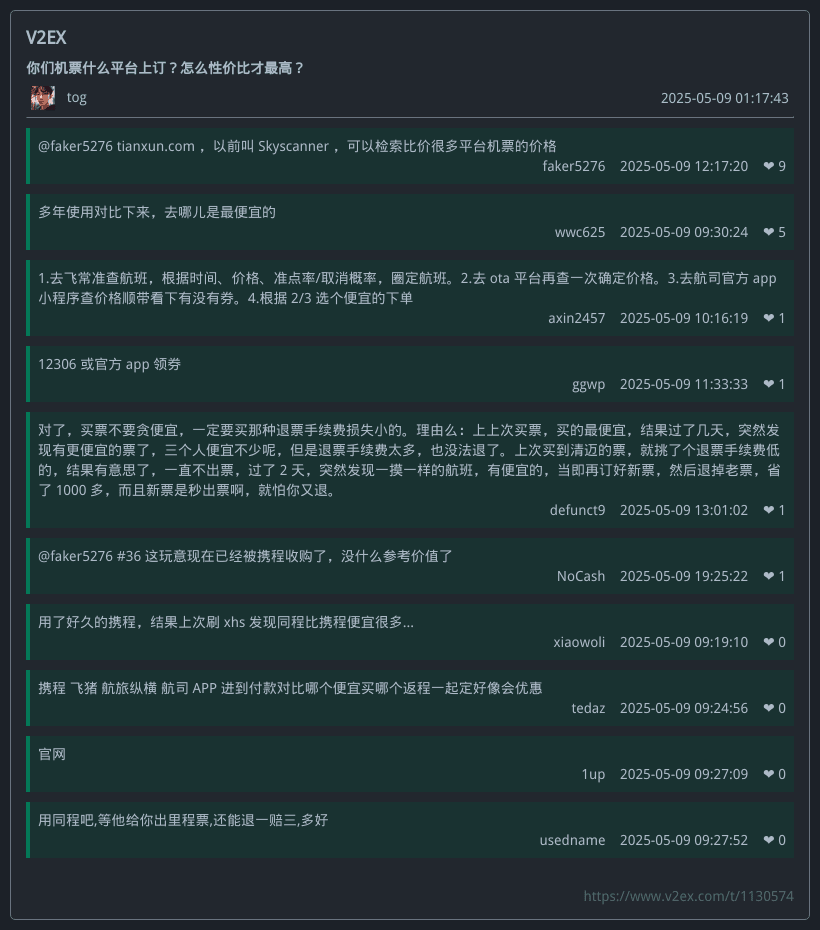 V2EX
你们机票什么平台上订？怎么性价比才最高？
tog 2025-05-09 01:17:43
@faker5276 tianxun.com ，以前叫 Skyscanner ，可以检索比价很多平台机票的价格
faker5276 2025-05-09 12:17:20 ❤ 9
多年使用对比下来，去哪儿是最便宜的
wwc625 2025-05-09 09:30:24 ❤ 5
1.去飞常准查航班，根据时间、价格、准点率/取消概率，圈定航班。2.去 ota 平台再查一次确定价格。3.去航司官方 app
小程序查价格顺带看下有没有券。4.根据 2/3 选个便宜的下单
axin2457 2025-05-09 10:16:19 ❤ 1
12306 或官方 app 领券
ggwp 2025-05-09 11:33:33 ❤ 1
对了，买票不要贪便宜，一定要买那种退票手续费损失小的。理由么：上上次买票，买的最便宜，结果过了几天，突然发
现有更便宜的票了，三个人便宜不少呢，但是退票手续费太多，也没法退了。上次买到清迈的票，就挑了个退票手续费低
的，结果有意思了，一直不出票，过了 2 天，突然发现一摸一样的航班，有便宜的，当即再订好新票，然后退掉老票，省
了 1000 多，而且新票是秒出票啊，就怕你又退。
defunct9 2025-05-09 13:01:02 ❤ 1
@faker5276 #36 这玩意现在已经被携程收购了，没什么参考价值了
NoCash 2025-05-09 19:25:22 ❤ 1
用了好久的携程，结果上次刷 xhs 发现同程比携程便宜很多...
xiaowoli 2025-05-09 09:19:10 ❤ 0
携程 飞猪 航旅纵横 航司 APP 进到付款对比哪个便宜买哪个返程一起定好像会优惠
tedaz 2025-05-09 09:24:56 ❤ 0
官网
1up 2025-05-09 09:27:09 ❤ 0
用同程吧,等他给你出里程票,还能退一赔三,多好
usedname 2025-05-09 09:27:52 ❤ 0
https://www.v2ex.com/t/1130574